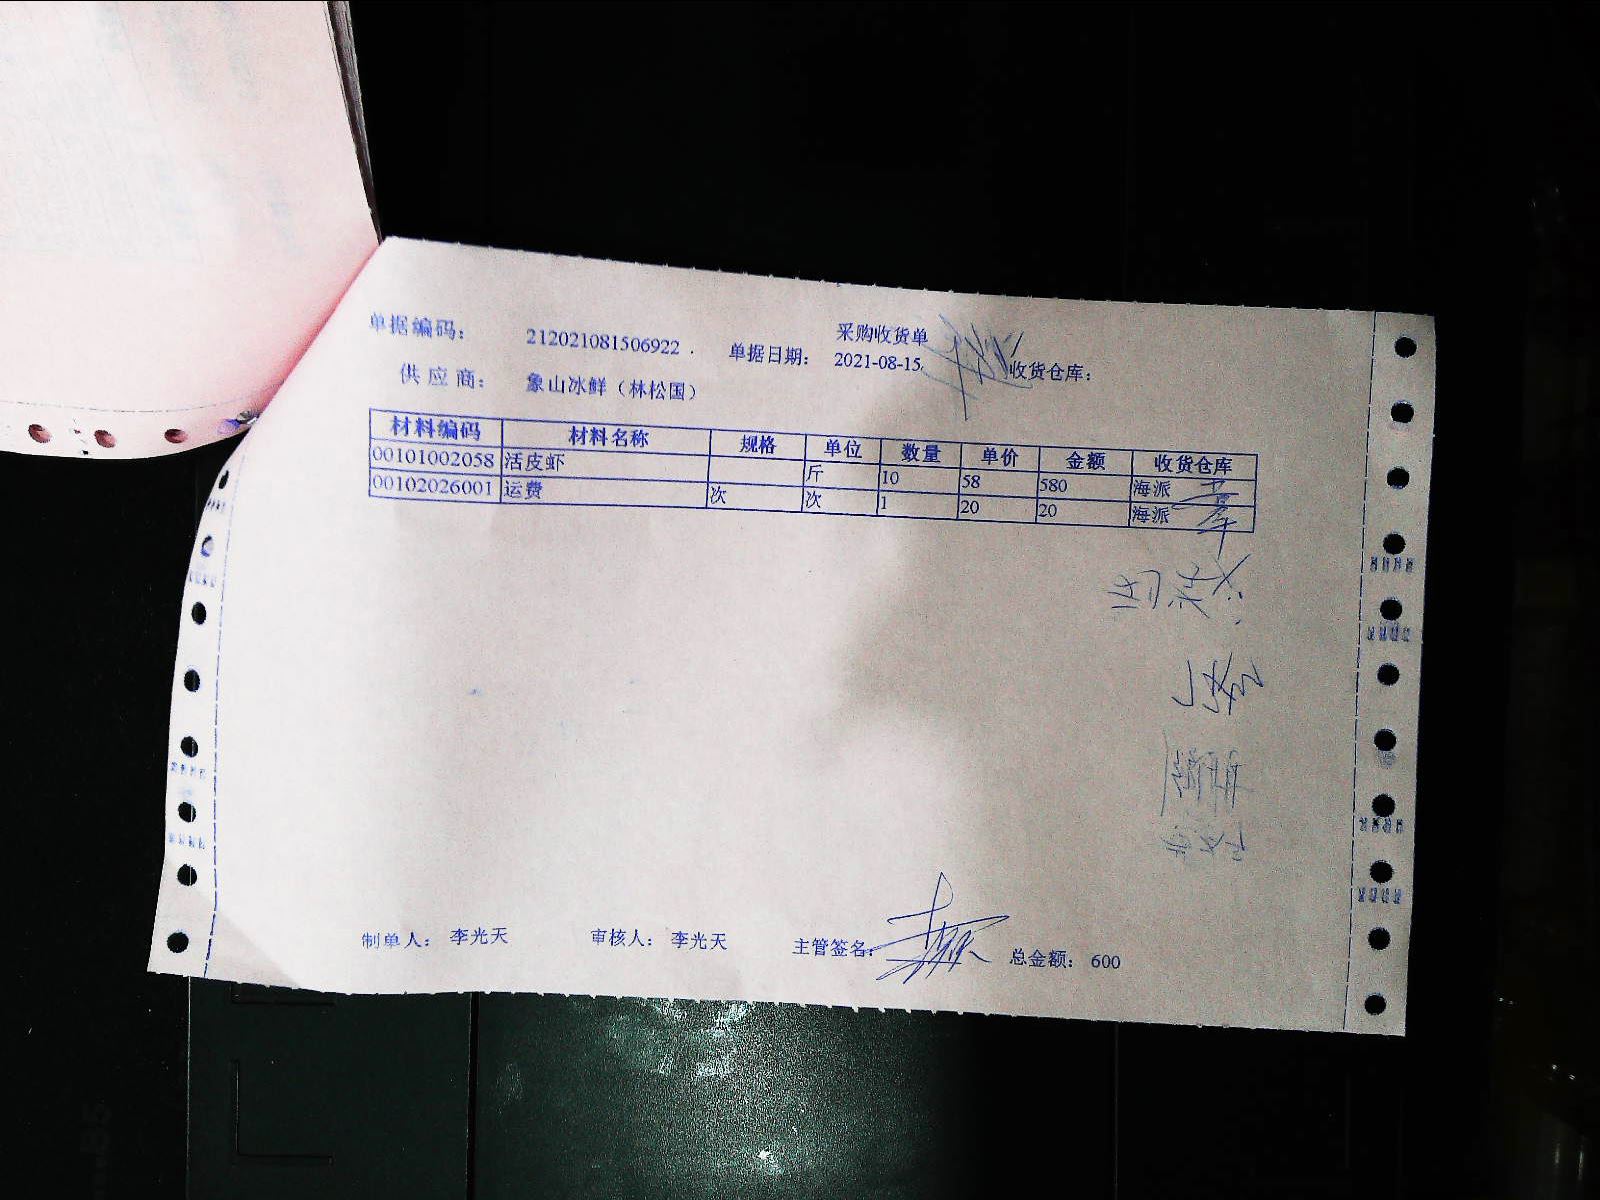 采购收货单
单据编码： 212021081506922 . 单据日期： 2021-08-15 收货仓库：
供应商： 象山冰鲜（林松国）
材料编码 材料名称 规格 单位 数量 单价 金额 收货仓库
00101002058 活皮虾 斤 10 58 580 海派
00102026001 运费 次 次 1 20 20 海派
制单人： 李光天 审核人： 李光天 主管签名： 总金额： 600